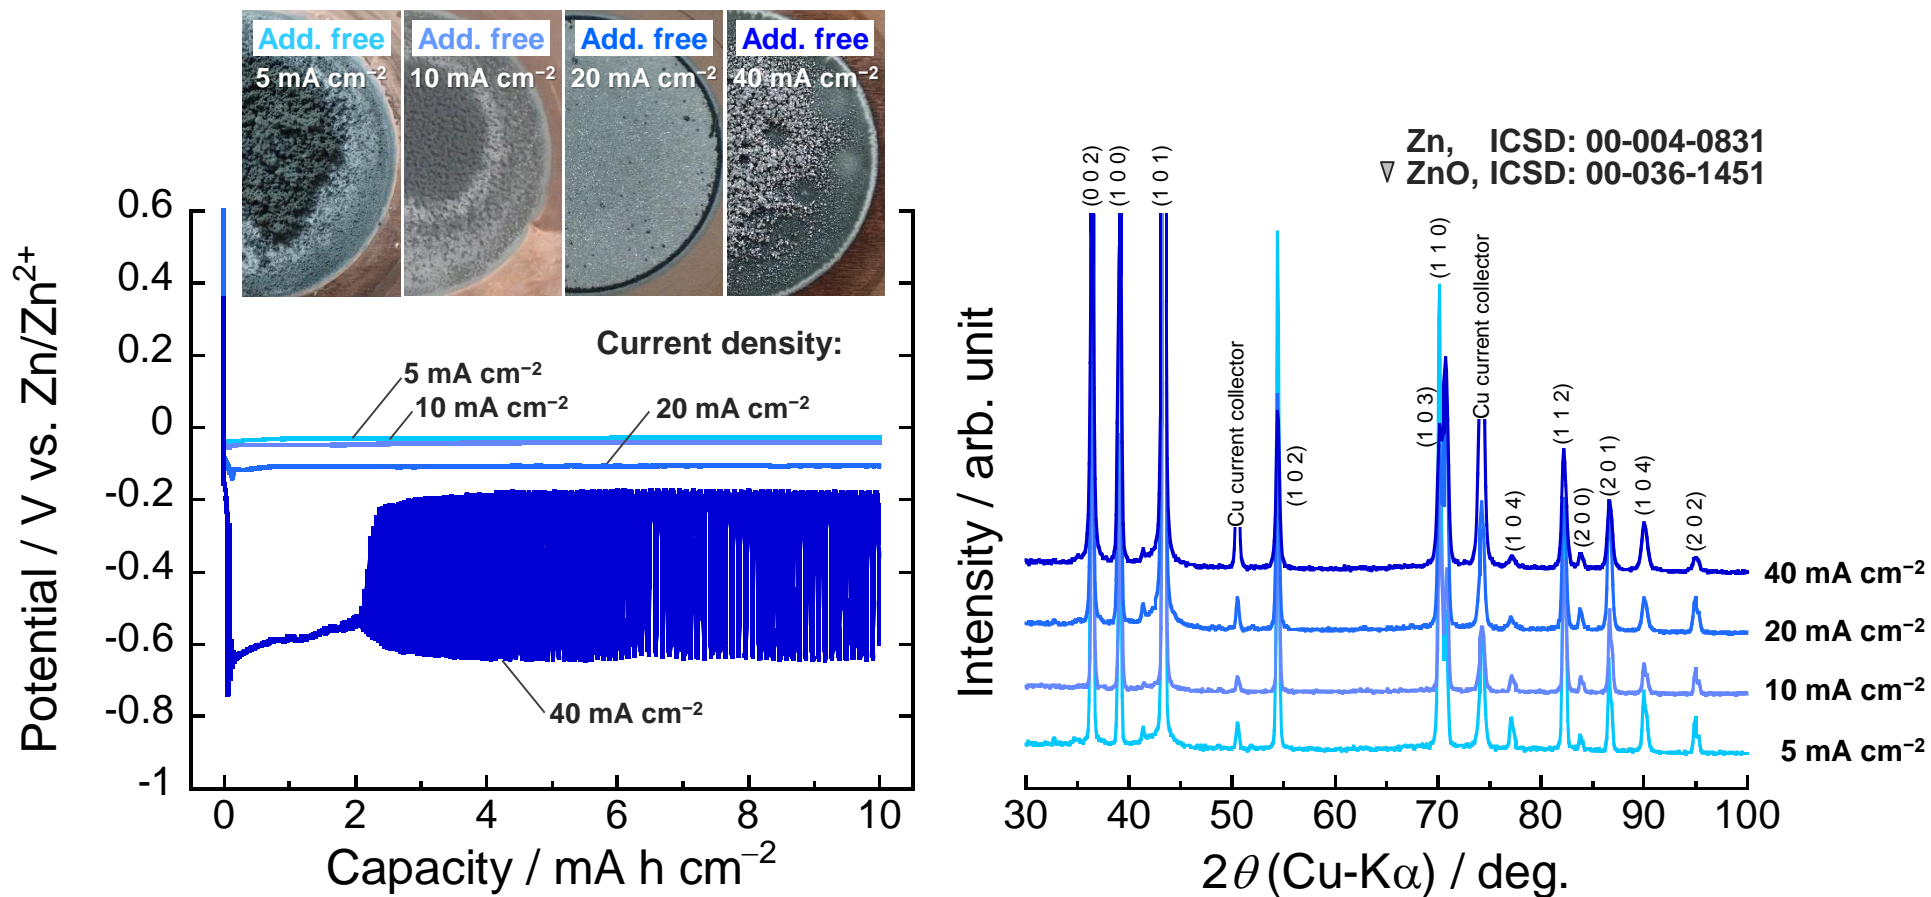 Add. free
5 mA cm⁻²
Add. free
10 mA cm⁻²
Add. free
20 mA cm⁻²
Add. free
40 mA cm⁻²
Potential / V vs. Zn/Zn²⁺
0.6
0.4
0.2
0
-0.2
-0.4
-0.6
-0.8
-1
Current density:
5 mA cm⁻²
10 mA cm⁻²
20 mA cm⁻²
40 mA cm⁻²
0 2 4 6 8 10
Capacity / mA h cm⁻²
Zn, ICSD: 00-004-0831
▽ ZnO, ICSD: 00-036-1451
Intensity / arb. unit
(0 0 2)
(1 0 0)
(1 0 1)
Cu current collector
(1 0 2)
(1 0 3)
(1 1 0)
Cu current collector
(1 0 4)
(1 1 2)
(2 0 0)
(2 0 1)
(1 0 4)
(2 0 2)
40 mA cm⁻²
20 mA cm⁻²
10 mA cm⁻²
5 mA cm⁻²
30 40 50 60 70 80 90 100
2θ (Cu-Kα) / deg.